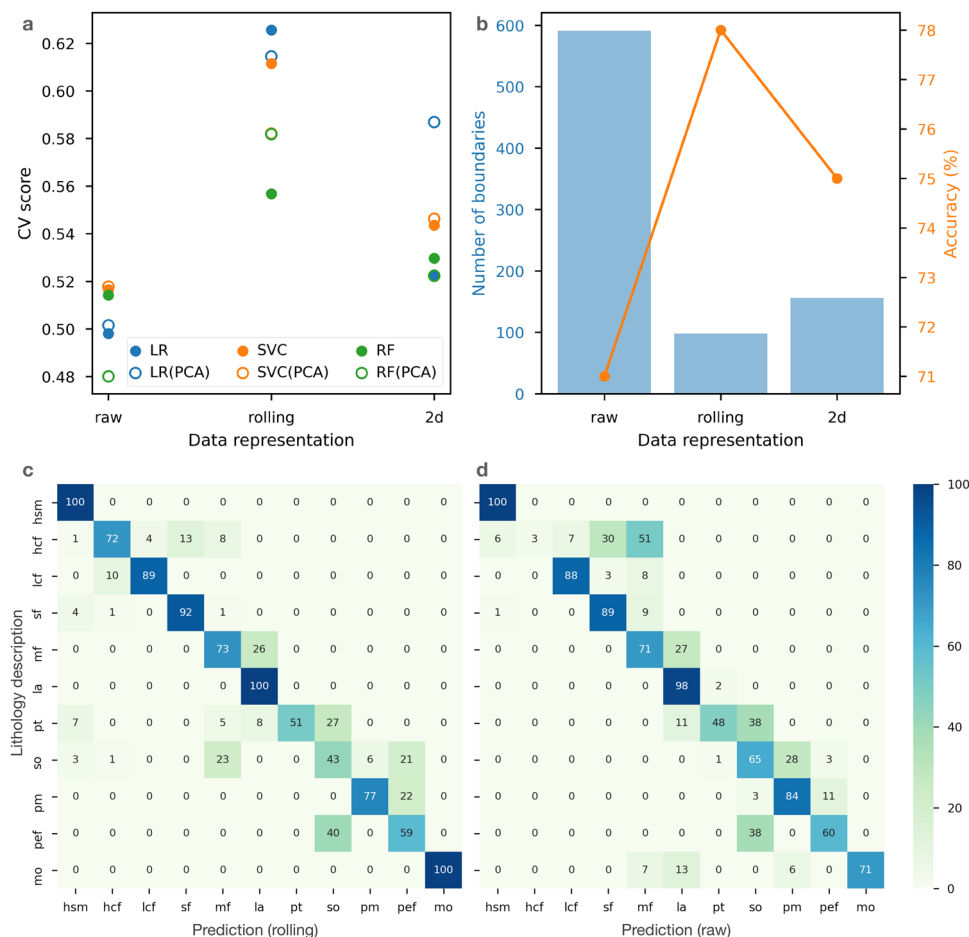 a
CV score
0.62
0.60
0.58
0.56
0.54
0.52
0.50
0.48
LR SVC RF
LR(PCA) SVC(PCA) RF(PCA)
raw rolling 2d
Data representation
b
Number of boundaries
600
500
400
300
200
100
0
78
77
76
75
74
73
72
71
Accuracy (%)
raw rolling 2d
Data representation
c
Lithology description
hsm 100 0 0 0 0 0 0 0 0 0 0
hcf 1 72 4 13 8 0 0 0 0 0 0
lcf 0 10 89 0 0 0 0 0 0 0 0
sf 4 1 0 92 1 0 0 0 0 0 0
mf 0 0 0 0 73 26 0 0 0 0 0
la 0 0 0 0 0 100 0 0 0 0 0
pt 7 0 0 0 5 8 51 27 0 0 0
so 3 1 0 0 23 0 0 43 6 21 0
pm 0 0 0 0 0 0 0 0 77 22 0
pef 0 0 0 0 0 0 0 40 0 59 0
mo 0 0 0 0 0 0 0 0 0 0 100
hsm hcf lcf sf mf la pt so pm pef mo
Prediction (rolling)
d
100 0 0 0 0 0 0 0 0 0 0
6 3 7 30 51 0 0 0 0 0 0
0 0 88 3 8 0 0 0 0 0 0
1 0 0 89 9 0 0 0 0 0 0
0 0 0 0 71 27 0 0 0 0 0
0 0 0 0 0 98 2 0 0 0 0
0 0 0 0 0 11 48 38 0 0 0
0 0 0 0 0 0 1 65 28 3 0
0 0 0 0 0 0 0 3 84 11 0
0 0 0 0 0 0 0 38 0 60 0
0 0 0 0 7 13 0 0 6 0 71
hsm hcf lcf sf mf la pt so pm pef mo
Prediction (raw)
100
80
60
40
20
0